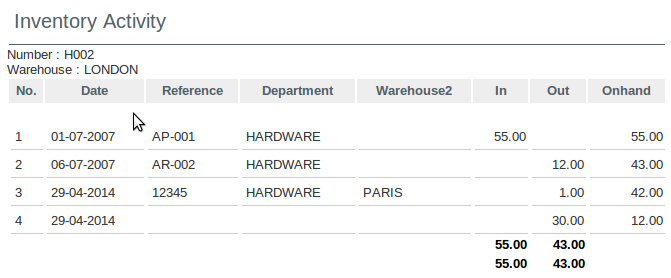 Inventory Activity
Number : H002
Warehouse : LONDON
No. Date Reference Department Warehouse2 In Out Onhand
1 01-07-2007 AP-001 HARDWARE 55.00 55.00
2 06-07-2007 AR-002 HARDWARE 12.00 43.00
3 29-04-2014 12345 HARDWARE PARIS 1.00 42.00
4 29-04-2014 30.00 12.00
55.00 43.00
55.00 43.00